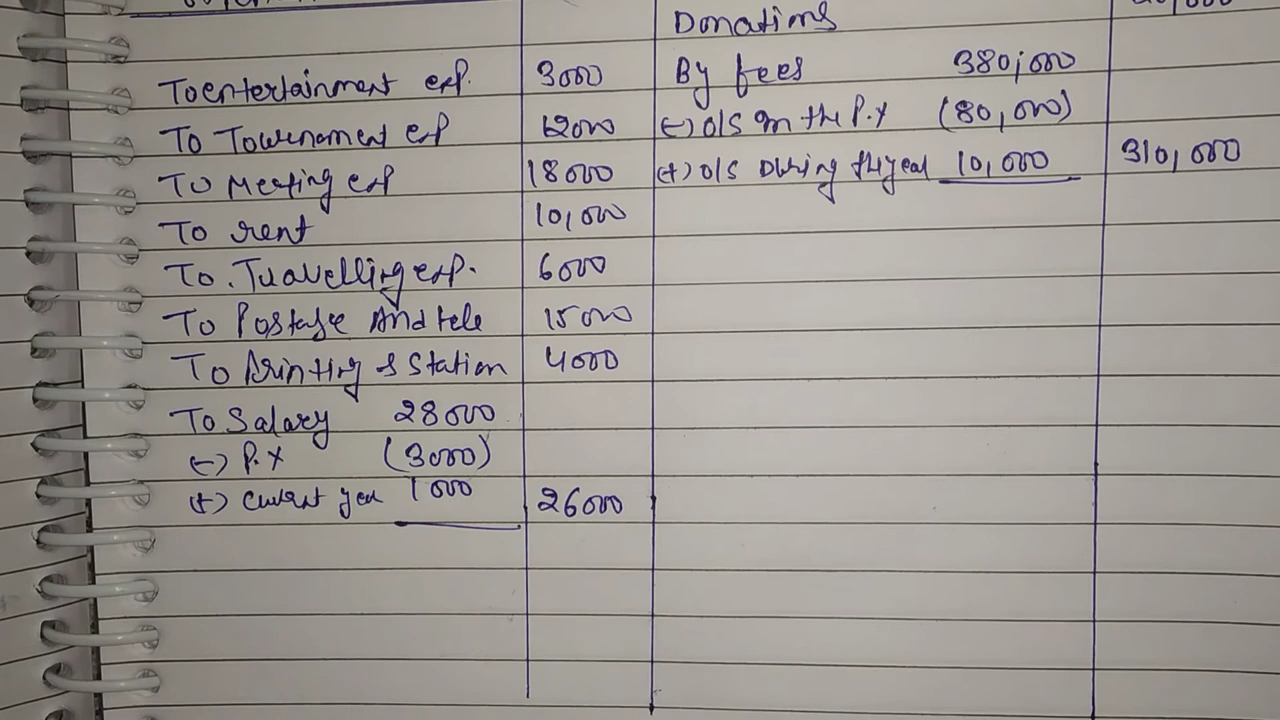 Donations
To entertainment exp. 3000 By fees 380,000
To Tournament exp 12000 (-) O/S in the P.Y (80,000)
To Meeting exp 18000 (+) O/S During the year 10,000 310,000
To rent 10,000
To. Travelling exp. 6000
To Postage And tele 15000
To Printing & Station 4000
To Salary 28000
(-) P.Y (3000)
(+) Current year 1000 26000